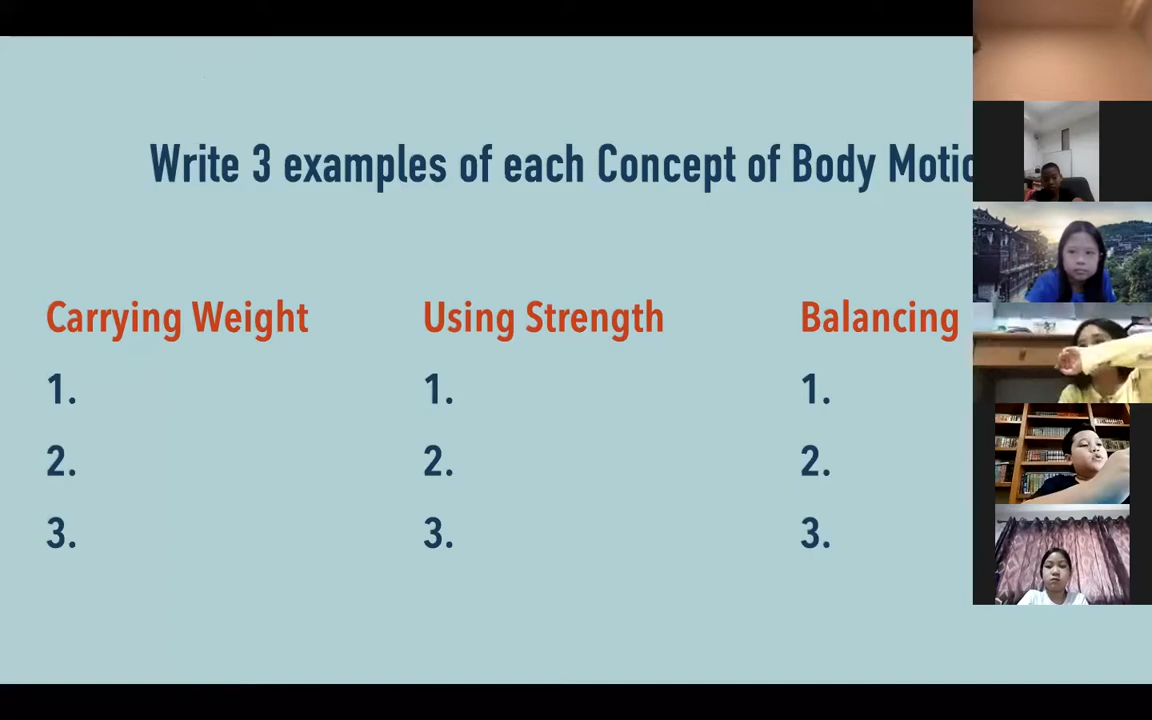 Write 3 examples of each Concept of Body Motio
Carrying Weight
1.
2.
3.
Using Strength
1.
2.
3.
Balancing
1.
2.
3.